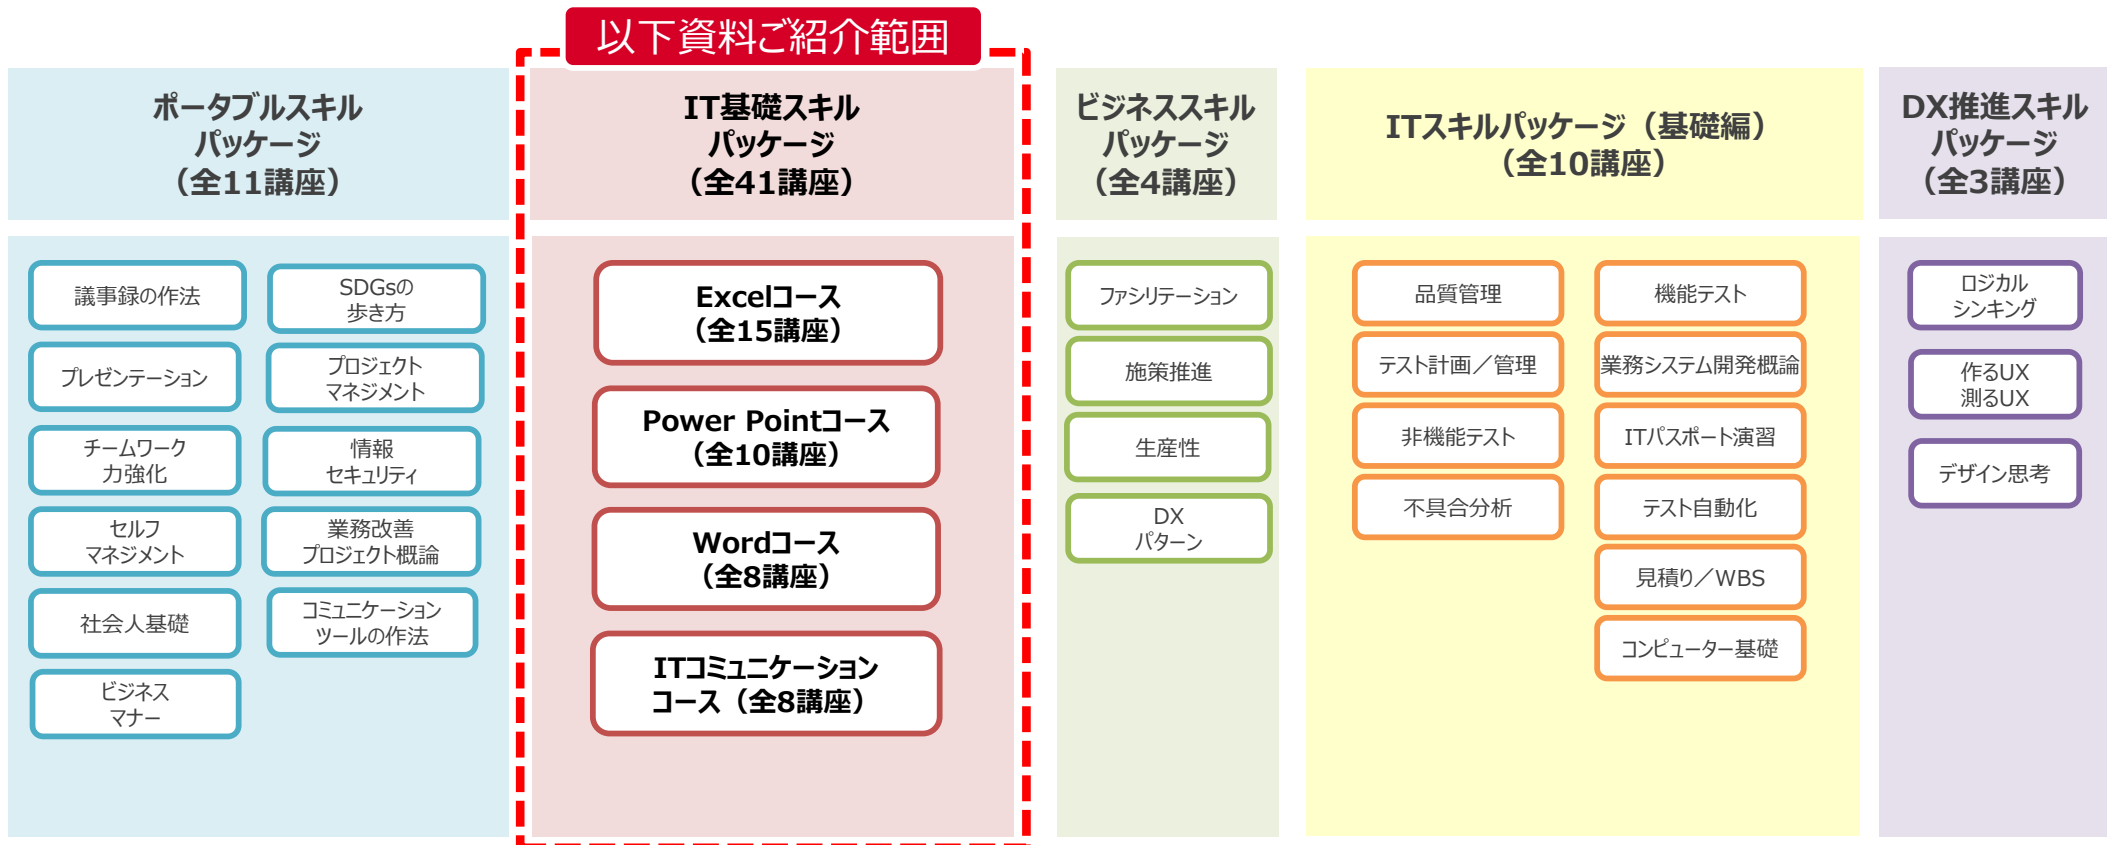 以下資料ご紹介範囲
ポータブルスキル
パッケージ
（全11講座）
議事録の作法
SDGsの
歩き方
プレゼンテーション
プロジェクト
マネジメント
チームワーク
力強化
情報
セキュリティ
セルフ
マネジメント
業務改善
プロジェクト概論
社会人基礎
コミュニケーション
ツールの作法
ビジネス
マナー
IT基礎スキル
パッケージ
（全41講座）
Excelコース
（全15講座）
Power Pointコース
（全10講座）
Wordコース
（全8講座）
ITコミュニケーション
コース（全8講座）
ビジネススキル
パッケージ
（全4講座）
ファシリテーション
施策推進
生産性
DX
パターン
ITスキルパッケージ（基礎編）
（全10講座）
品質管理
機能テスト
テスト計画／管理
業務システム開発概論
非機能テスト
ITパスポート演習
不具合分析
テスト自動化
見積り／WBS
コンピューター基礎
DX推進スキル
パッケージ
（全3講座）
ロジカル
シンキング
作るUX
測るUX
デザイン思考